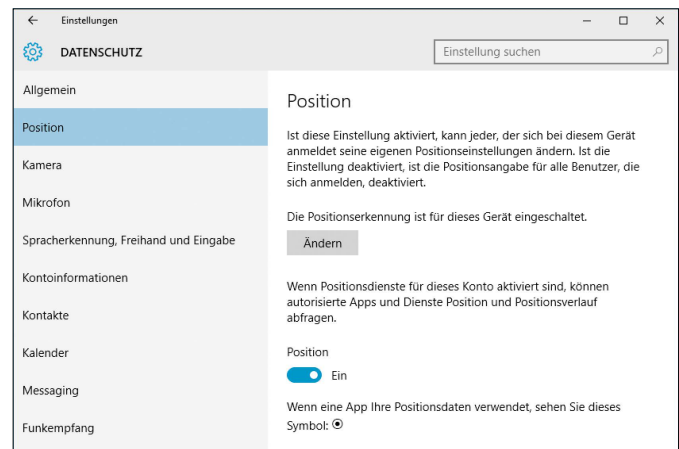 Einstellungen
DATENSCHUTZ
Einstellung suchen
Allgemein
Position
Kamera
Mikrofon
Spracherkennung, Freihand und Eingabe
Kontoinformationen
Kontakte
Kalender
Messaging
Funkempfang
Position
Ist diese Einstellung aktiviert, kann jeder, der sich bei diesem Gerät
anmeldet seine eigenen Positionseinstellungen ändern. Ist die
Einstellung deaktiviert, ist die Positionsangabe für alle Benutzer, die
sich anmelden, deaktiviert.
Die Positionserkennung ist für dieses Gerät eingeschaltet.
Ändern
Wenn Positionsdienste für dieses Konto aktiviert sind, können
autorisierte Apps und Dienste Position und Positionsverlauf
abfragen.
Position
Ein
Wenn eine App Ihre Positionsdaten verwendet, sehen Sie dieses
Symbol: